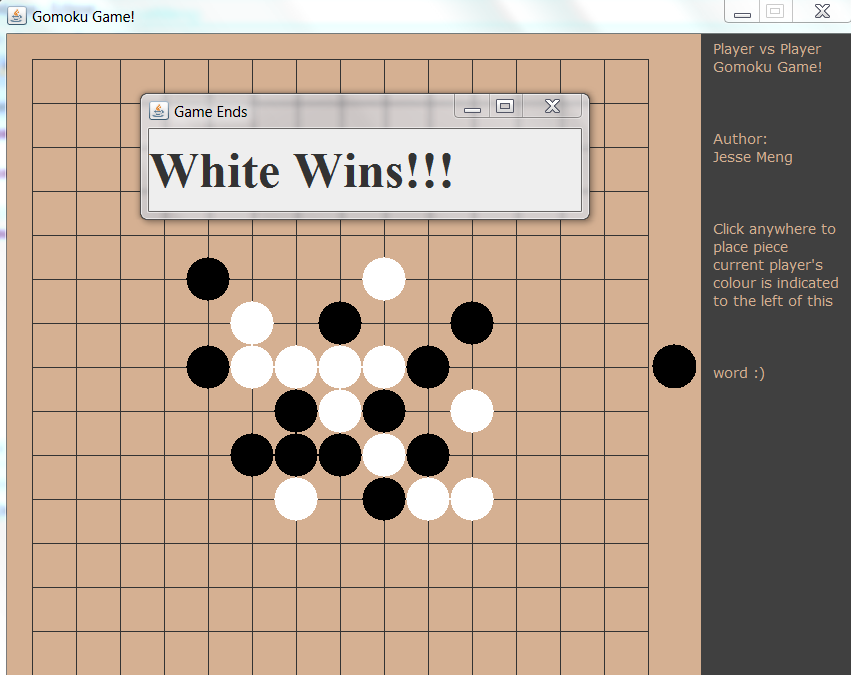 Gomoku Game!
Game Ends
White Wins!!!
Player vs Player
Gomoku Game!
Author:
Jesse Meng
Click anywhere to
place piece
current player's
colour is indicated
to the left of this
word :)